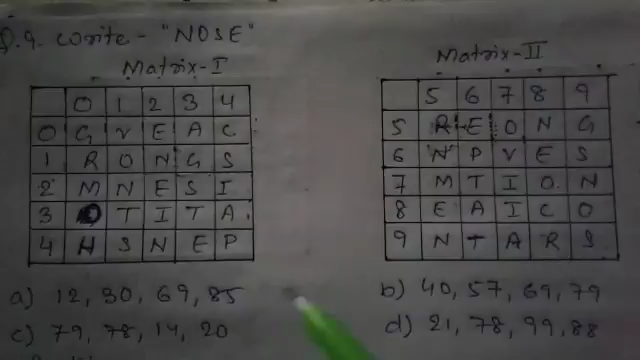 Q.9. Write - "NOSE"
Matrix-I
Matrix-II
0 1 2 3 4
0 G V E A C
1 R O N G S
2 M N E S I
3 O T I T A
4 H S N E P
5 6 7 8 9
5 R E O N G
6 N P V E S
7 M T I O N
8 E A I C O
9 N T A R S
a) 12, 30, 69, 85
b) 40, 57, 69, 79
c) 79, 78, 14, 20
d) 21, 78, 99, 88